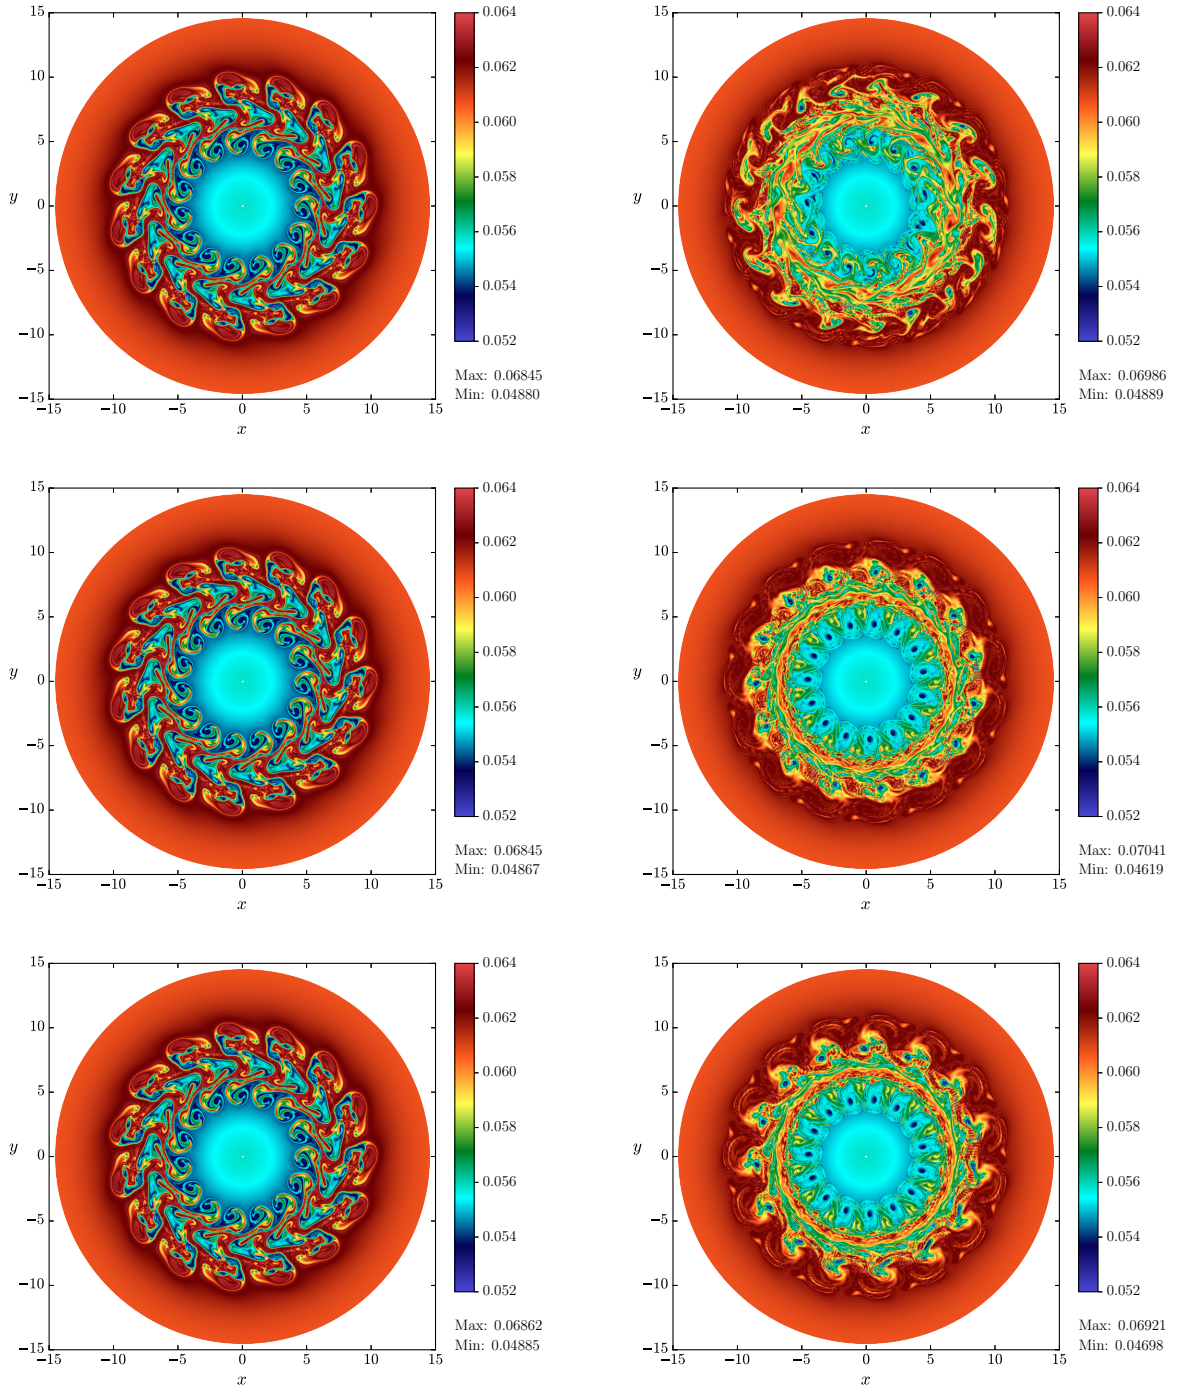 15
10
5
0
−5
−10
−15
−15 −10 −5 0 5 10 15
y
x
0.064
0.062
0.060
0.058
0.056
0.054
0.052
Max: 0.06845
Min: 0.04880
15
10
5
0
−5
−10
−15
−15 −10 −5 0 5 10 15
y
x
0.064
0.062
0.060
0.058
0.056
0.054
0.052
Max: 0.06986
Min: 0.04889
15
10
5
0
−5
−10
−15
−15 −10 −5 0 5 10 15
y
x
0.064
0.062
0.060
0.058
0.056
0.054
0.052
Max: 0.06845
Min: 0.04867
15
10
5
0
−5
−10
−15
−15 −10 −5 0 5 10 15
y
x
0.064
0.062
0.060
0.058
0.056
0.054
0.052
Max: 0.07041
Min: 0.04619
15
10
5
0
−5
−10
−15
−15 −10 −5 0 5 10 15
y
x
0.064
0.062
0.060
0.058
0.056
0.054
0.052
Max: 0.06862
Min: 0.04885
15
10
5
0
−5
−10
−15
−15 −10 −5 0 5 10 15
y
x
0.064
0.062
0.060
0.058
0.056
0.054
0.052
Max: 0.06921
Min: 0.04698